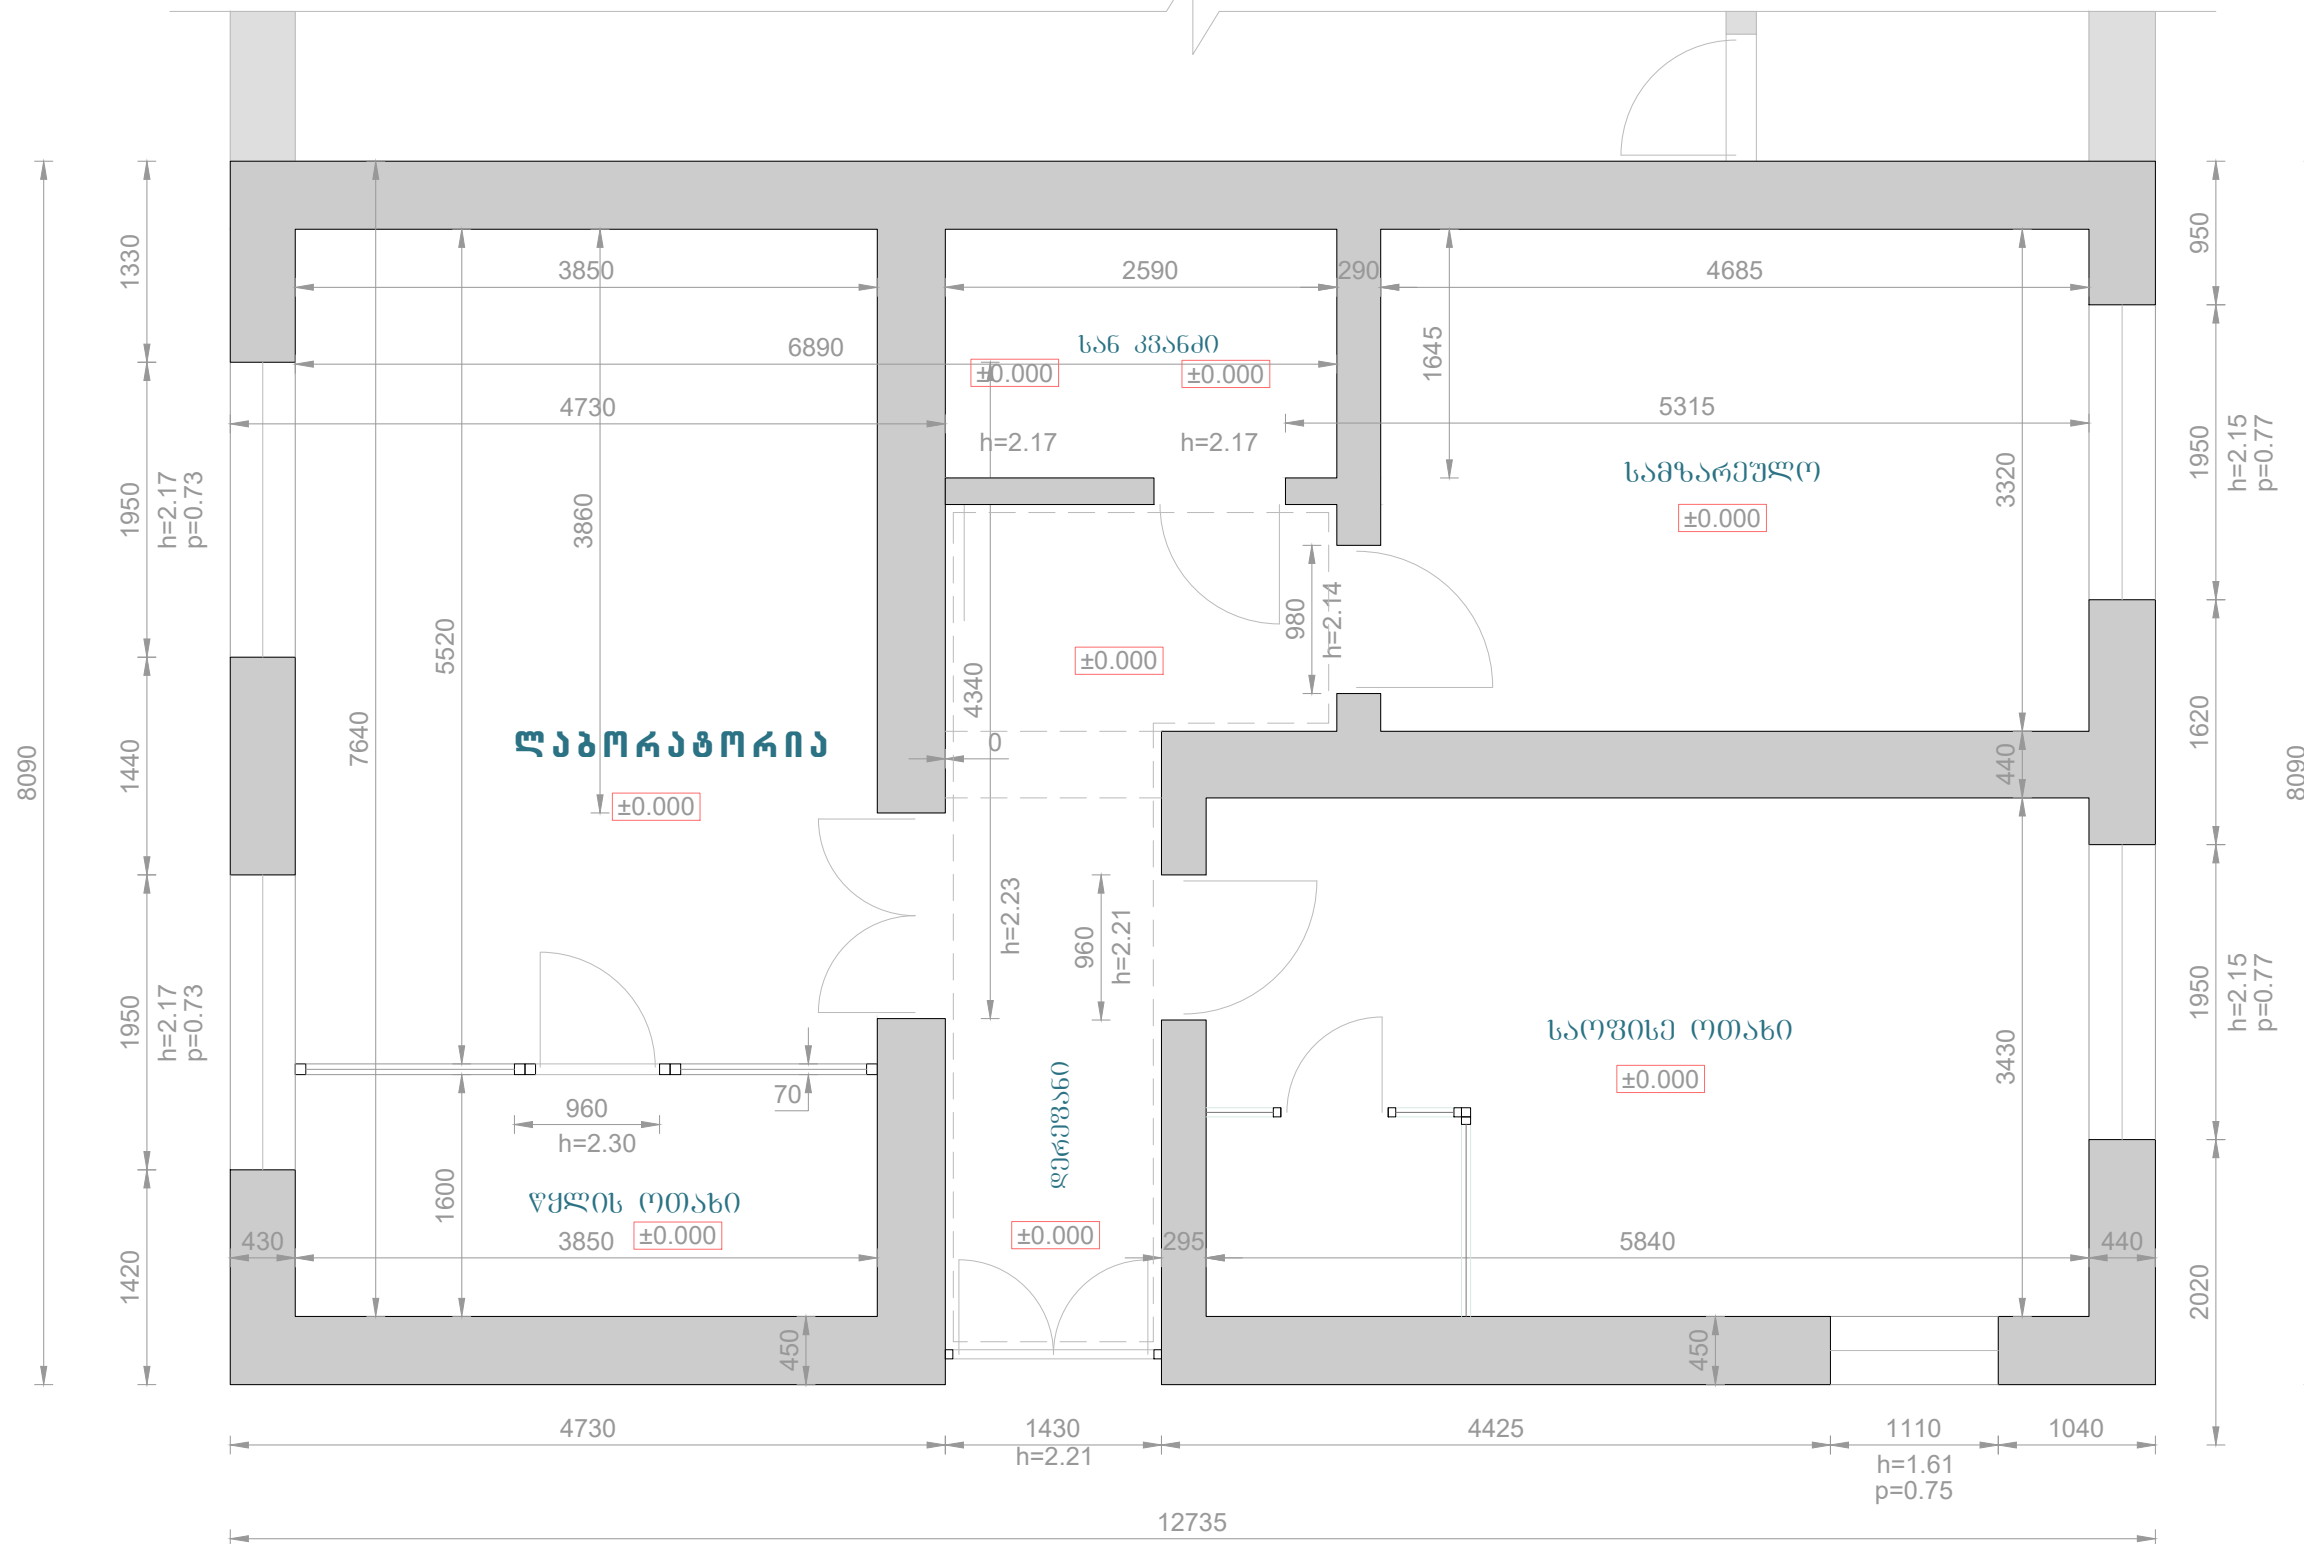 3850
2590
290
4685
1330
950
6890
სან კვანძი
±0.000
±0.000
1645
4730
5315
h=2.17
h=2.17
სამზარეულო
±0.000
3320
1950
h=2.17
p=0.73
1950
h=2.15
p=0.77
3860
5520
7640
980
h=2.14
±0.000
4340
0
ლაბორატორია
±0.000
8090
1440
1620
440
8090
h=2.23
960
h=2.21
1950
h=2.17
p=0.73
1950
h=2.15
p=0.77
საოფისე ოთახი
±0.000
3430
70
960
h=2.30
დერეფანი
±0.000
1600
წყლის ოთახი
±0.000
430
3850
295
5840
440
1420
2020
450
450
4730
1430
h=2.21
4425
1110
h=1.61
p=0.75
1040
12735